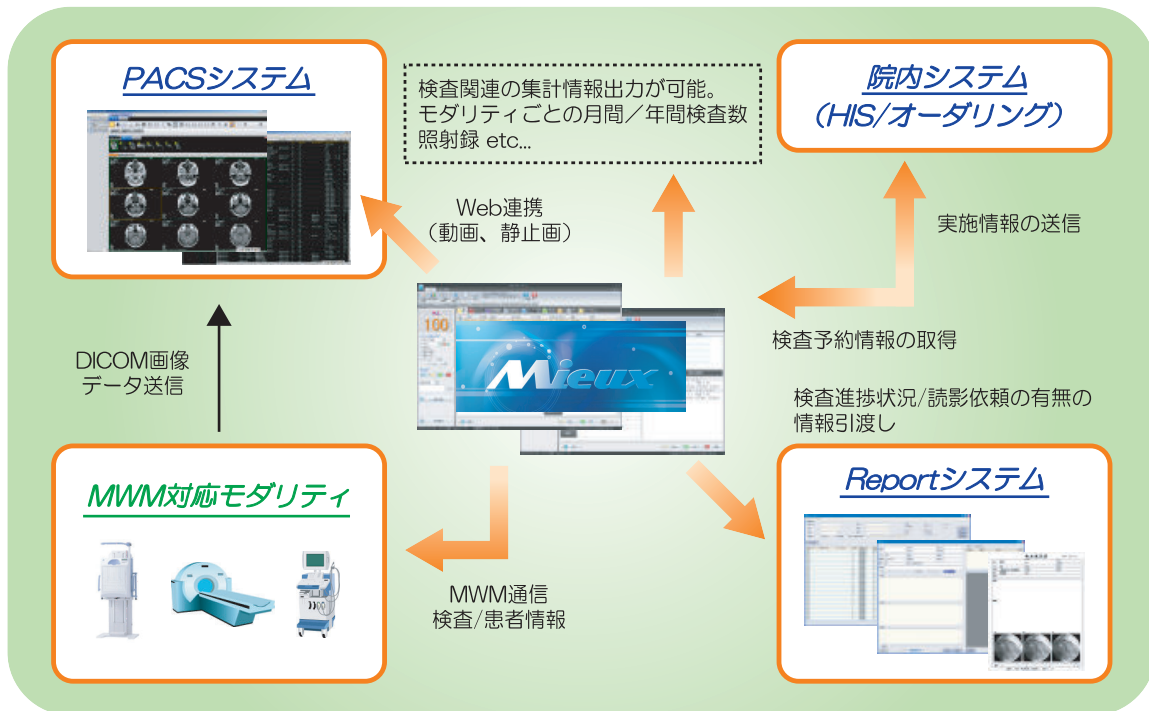 PACSシステム
検査関連の集計情報出力が可能。
モダリティごとの月間／年間検査数
照射録 etc...
院内システム
（HIS/オーダリング）
Web連携
（動画、静止画）
実施情報の送信
検査予約情報の取得
DICOM画像
データ送信
160
Mieux
検査進捗状況/読影依頼の有無の
情報引渡し
MWM対応モダリティ
MWM通信
検査/患者情報
Reportシステム